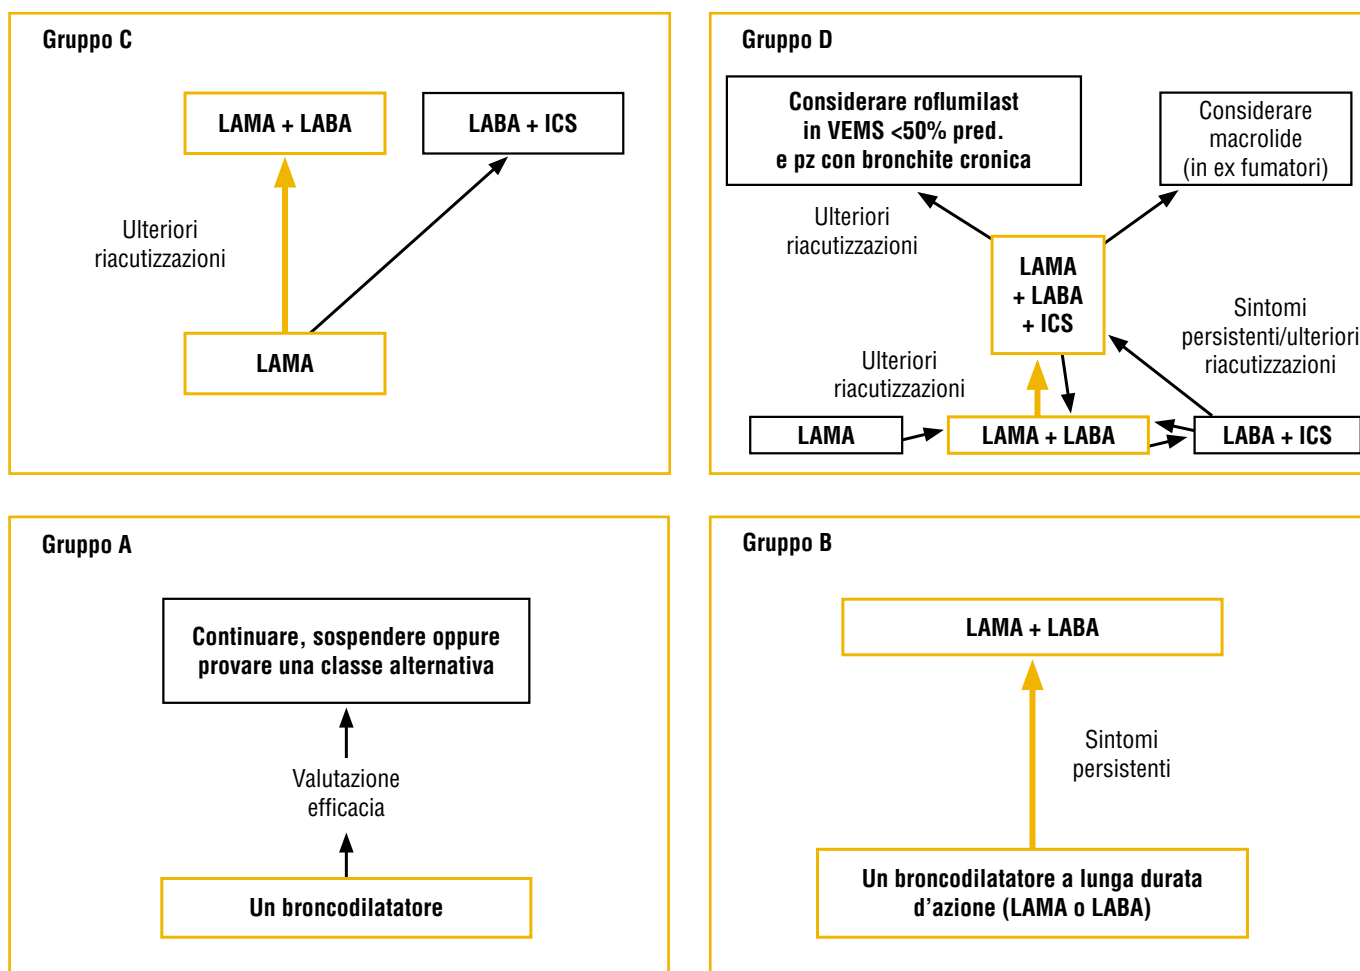 Gruppo C
LAMA + LABA
LABA + ICS
Ulteriori
riacutizzazioni
LAMA
Gruppo D
Considerare roflumilast
in VEMS <50% pred.
e pz con bronchite cronica
Considerare
macrolide
(in ex fumatori)
Ulteriori
riacutizzazioni
LAMA
+ LABA
+ ICS
Sintomi
persistenti/ulteriori
riacutizzazioni
Ulteriori
riacutizzazioni
LAMA
LAMA + LABA
LABA + ICS
Gruppo A
Continuare, sospendere oppure
provare una classe alternativa
Valutazione
efficacia
Un broncodilatatore
Gruppo B
LAMA + LABA
Sintomi
persistenti
Un broncodilatatore a lunga durata
d’azione (LAMA o LABA)